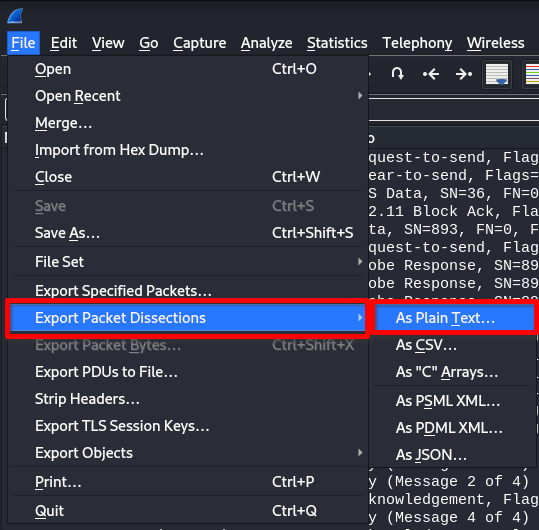 File Edit View Go Capture Analyze Statistics Telephony Wireless
Open Ctrl+O
Open Recent
Merge...
Import from Hex Dump...
Close Ctrl+W
Save Ctrl+S
Save As... Ctrl+Shift+S
File Set
Export Specified Packets...
Export Packet Dissections
Export Packet Bytes... Ctrl+Shift+X
Export PDUs to File...
Strip Headers...
Export TLS Session Keys...
Export Objects
Print... Ctrl+P
Quit Ctrl+Q
As Plain Text...
As CSV...
As "C" Arrays...
As PSML XML...
As PDML XML...
As JSON...
o
quest-to-send, Flag
ear-to-send, Flags=
S Data, SN=36, FN=0
2.11 Block Ack, Fla
ta, SN=893, FN=0, F
quest-to-send, Flag
obe Response, SN=89
obe Response, SN=89
y (Message 2 of 4)
knowledgement, Flag
y (Message 4 of 4)